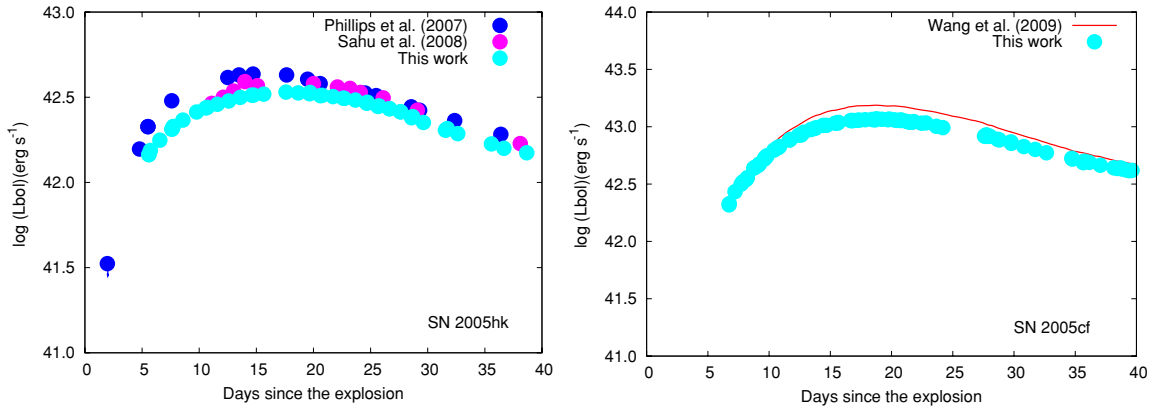 Phillips et al. (2007)
Sahu et al. (2008)
This work
43.0
42.5
42.0
41.5
41.0
log (Lbol)(erg s⁻¹)
SN 2005hk
0 5 10 15 20 25 30 35 40
Days since the explosion
Wang et al. (2009)
This work
44.0
43.5
43.0
42.5
42.0
41.5
41.0
log (Lbol)(erg s⁻¹)
SN 2005cf
0 5 10 15 20 25 30 35 40
Days since the explosion